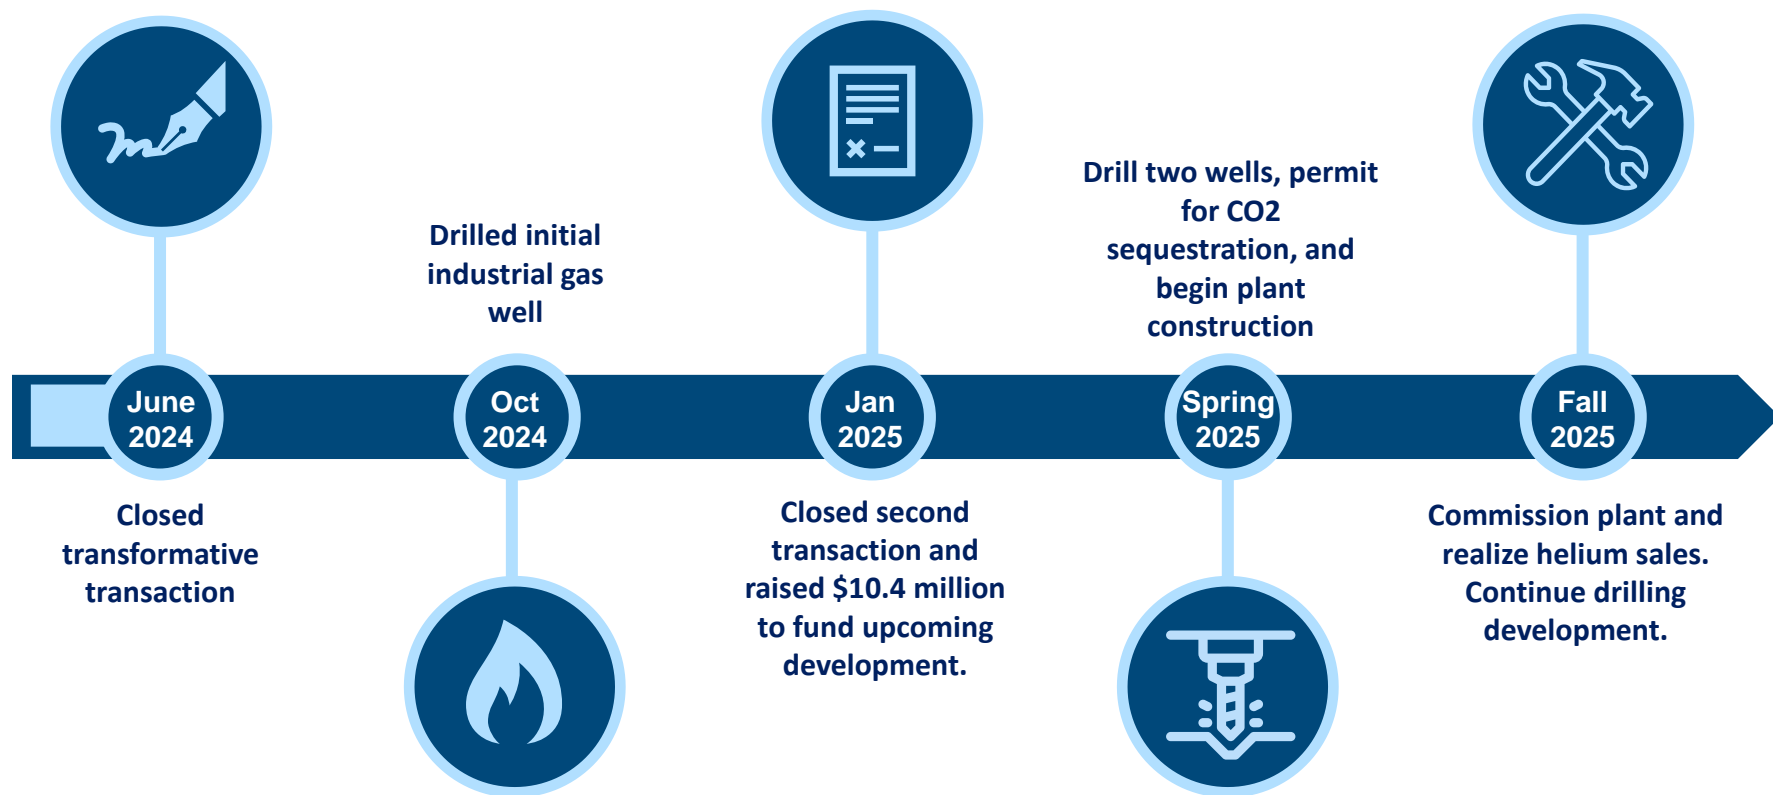 June
2024
Closed
transformative
transaction
Drilled initial
industrial gas
well
Oct
2024
Jan
2025
Closed second
transaction and
raised $10.4 million
to fund upcoming
development.
Drill two wells, permit
for CO2
sequestration, and
begin plant
construction
Spring
2025
Fall
2025
Commission plant and
realize helium sales.
Continue drilling
development.